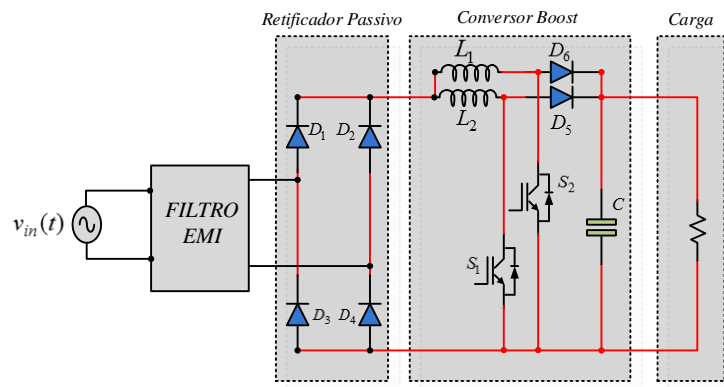 Retificador Passivo
Conversor Boost
Carga
L₁
D₆
L₂
D₅
D₁
D₂
S₂
C
v_in(t)
FILTRO
EMI
S₁
D₃
D₄